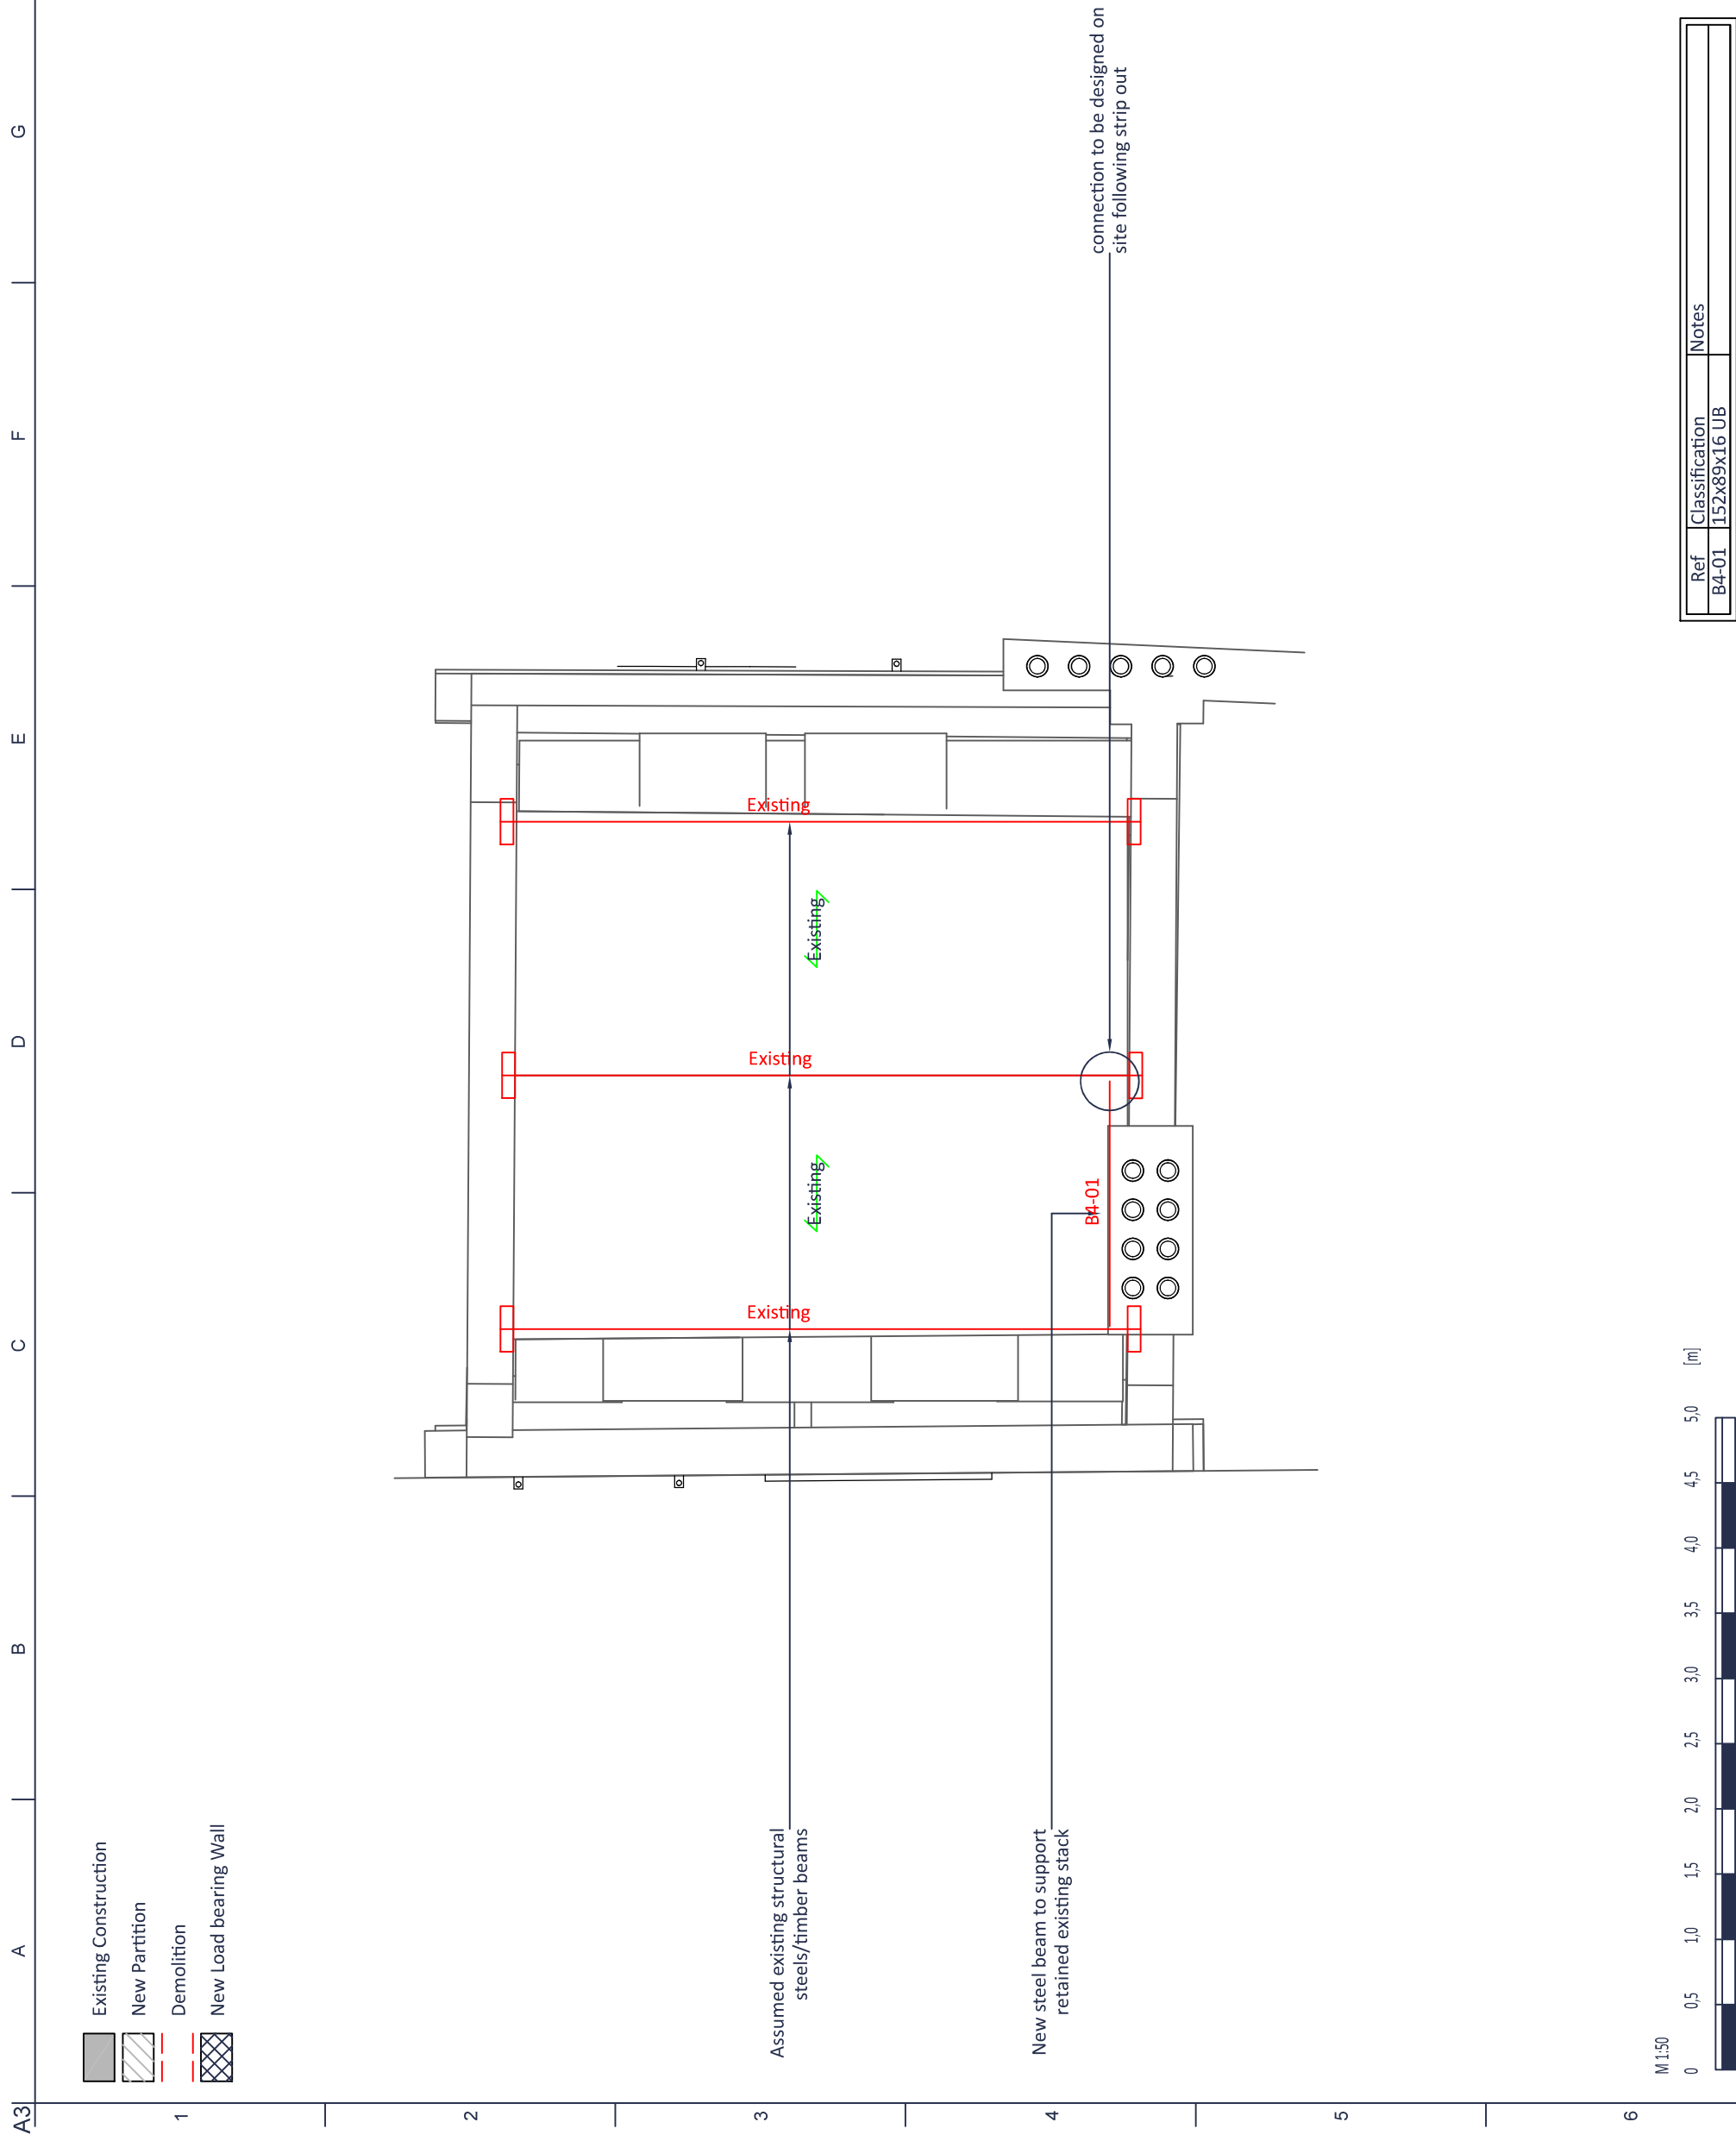 A3
A
B
C
D
E
F
G
1
2
3
4
5
6
Existing Construction
New Partition
Demolition
New Load bearing Wall
Assumed existing structural
steels/timber beams
New steel beam to support
retained existing stack
connection to be designed on
site following strip out
Existing
Existing
Existing
Existing
Existing
B4-01
M 1:50
0
0,5
1,0
1,5
2,0
2,5
3,0
3,5
4,0
4,5
5,0
[m]
Ref Classification Notes
B4-01 152x89x16 UB